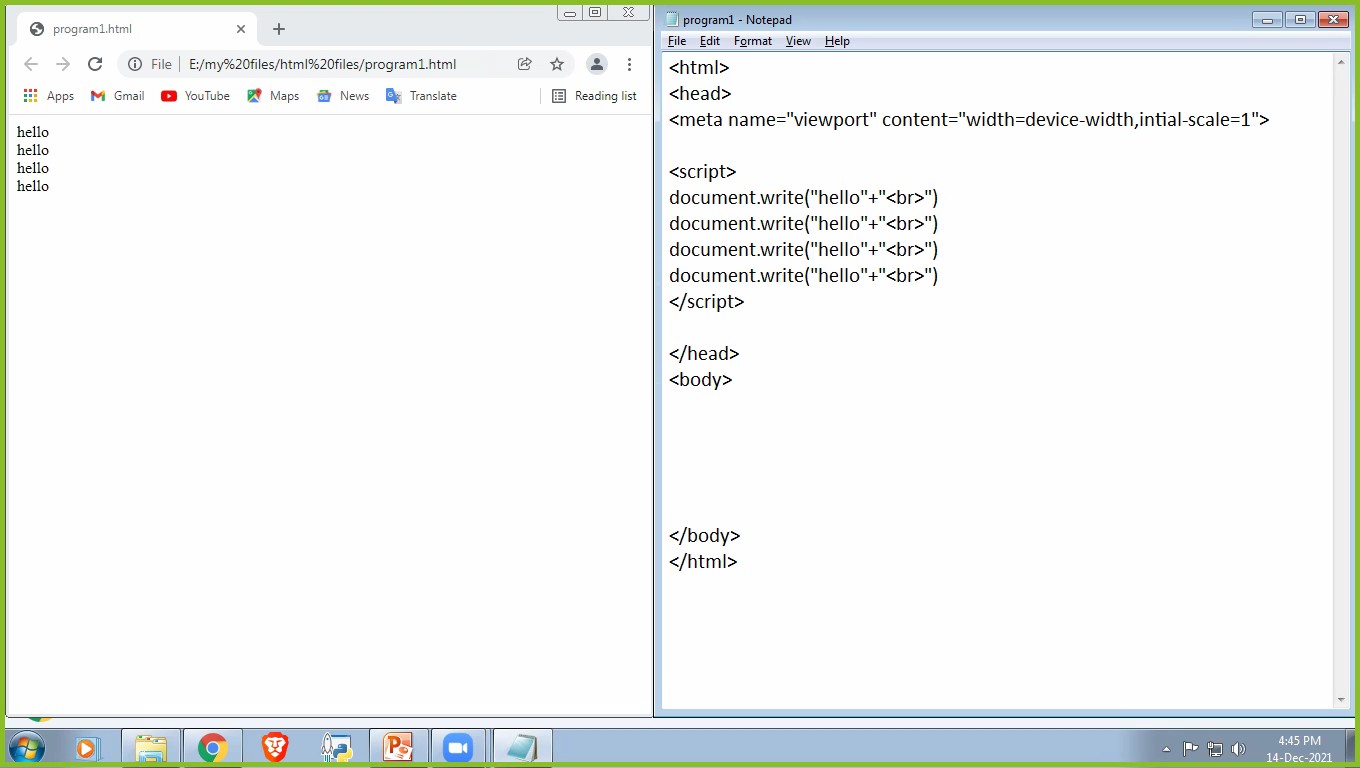 program1.html
File E:/my%20files/html%20files/program1.html
Apps Gmail YouTube Maps News Translate Reading list
hello
hello
hello
hello
program1 - Notepad
File Edit Format View Help
<html>
<head>
<meta name="viewport" content="width=device-width,intial-scale=1">
<script>
document.write("hello"+"<br>")
document.write("hello"+"<br>")
document.write("hello"+"<br>")
document.write("hello"+"<br>")
</script>
</head>
<body>
</body>
</html>
4:45 PM
14-Dec-2021